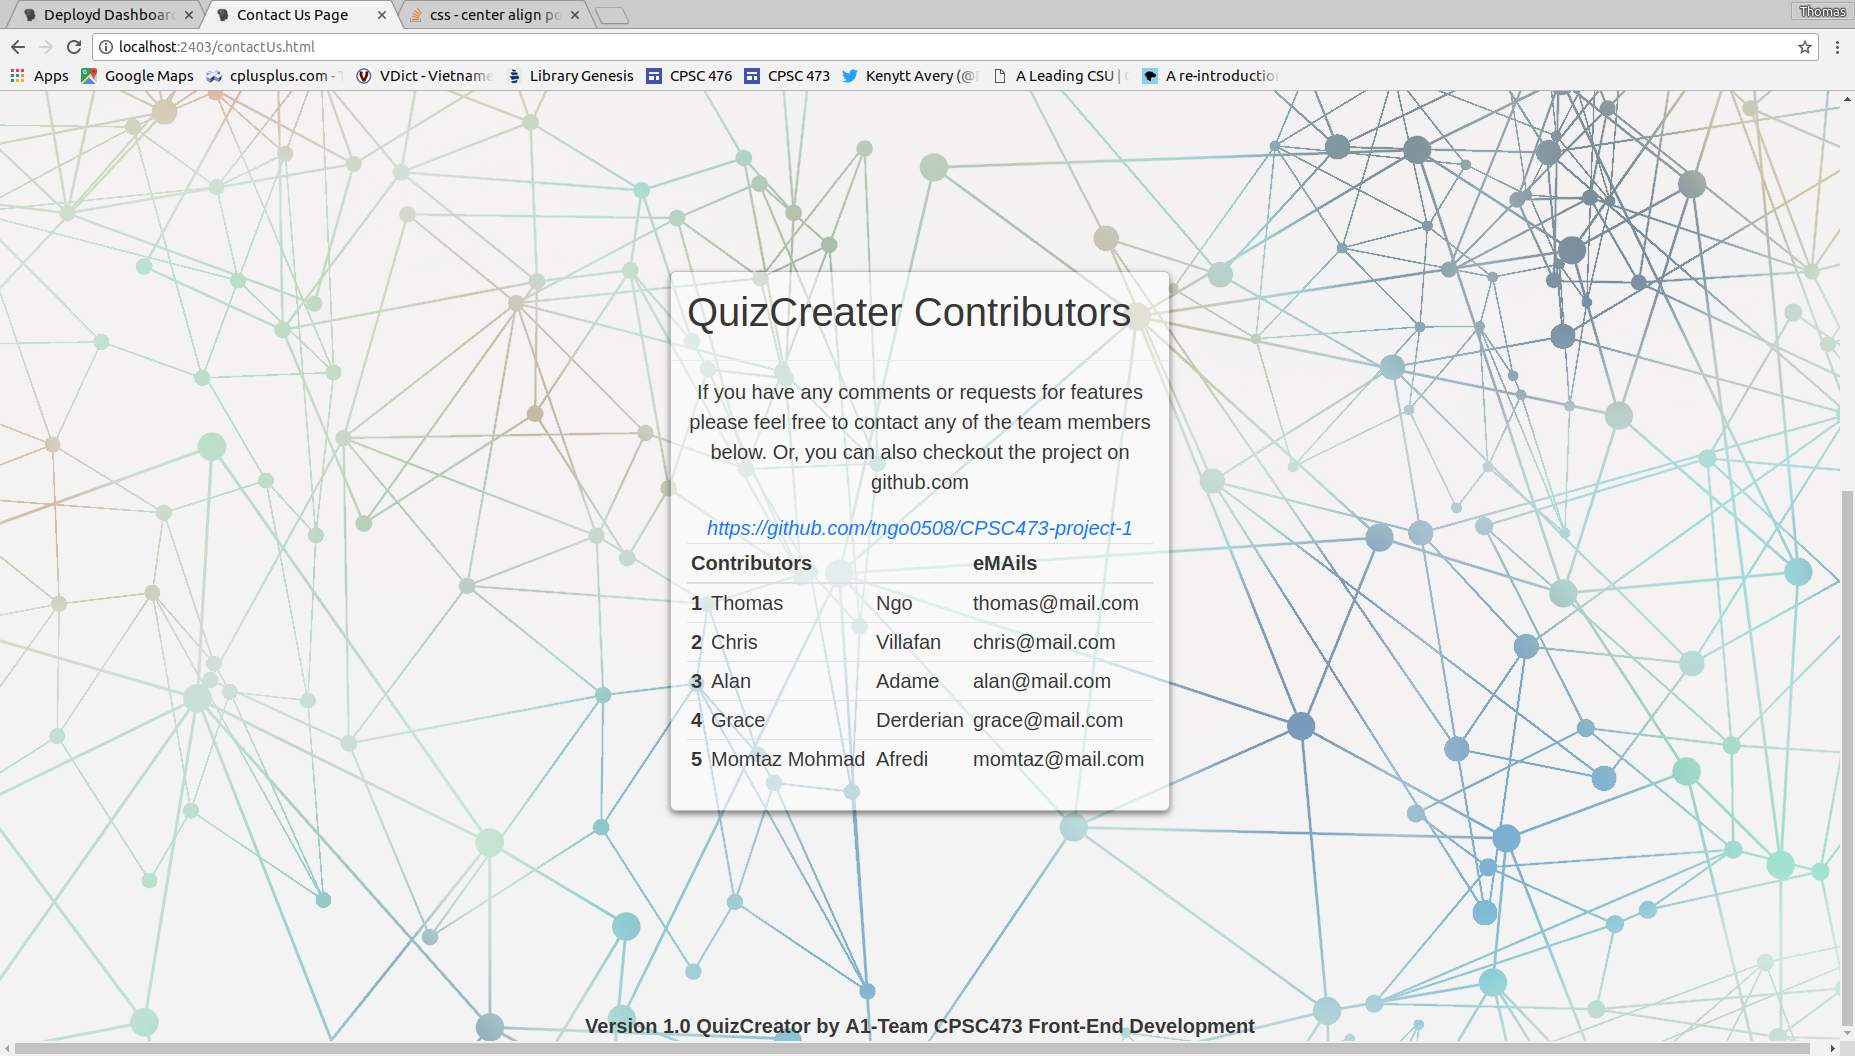 Deployd Dashboard
Contact Us Page
css - center align po
Thomas
localhost:2403/contactUs.html
Apps
Google Maps
cplusplus.com -
VDict - Vietname
Library Genesis
CPSC 476
CPSC 473
Kenytt Avery (@
A Leading CSU |
A re-introduction
QuizCreater Contributors
If you have any comments or requests for features
please feel free to contact any of the team members
below. Or, you can also checkout the project on
github.com
https://github.com/tngo0508/CPSC473-project-1
Contributors eMAils
1 Thomas Ngo thomas@mail.com
2 Chris Villafan chris@mail.com
3 Alan Adame alan@mail.com
4 Grace Derderian grace@mail.com
5 Momtaz Mohmad Afredi momtaz@mail.com
Version 1.0 QuizCreator by A1-Team CPSC473 Front-End Development